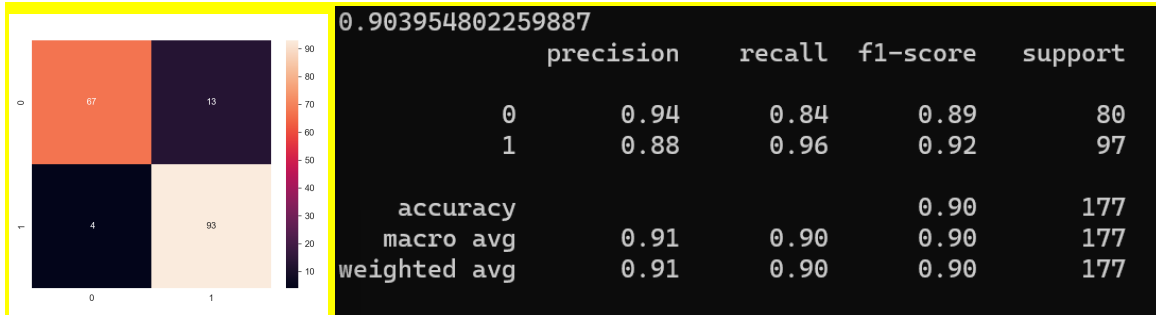 0
67
13
1
4
93
0 1
90
80
70
60
50
40
30
20
10
0.903954802259887
precision recall f1-score support
0 0.94 0.84 0.89 80
1 0.88 0.96 0.92 97
accuracy 0.90 177
macro avg 0.91 0.90 0.90 177
weighted avg 0.91 0.90 0.90 177